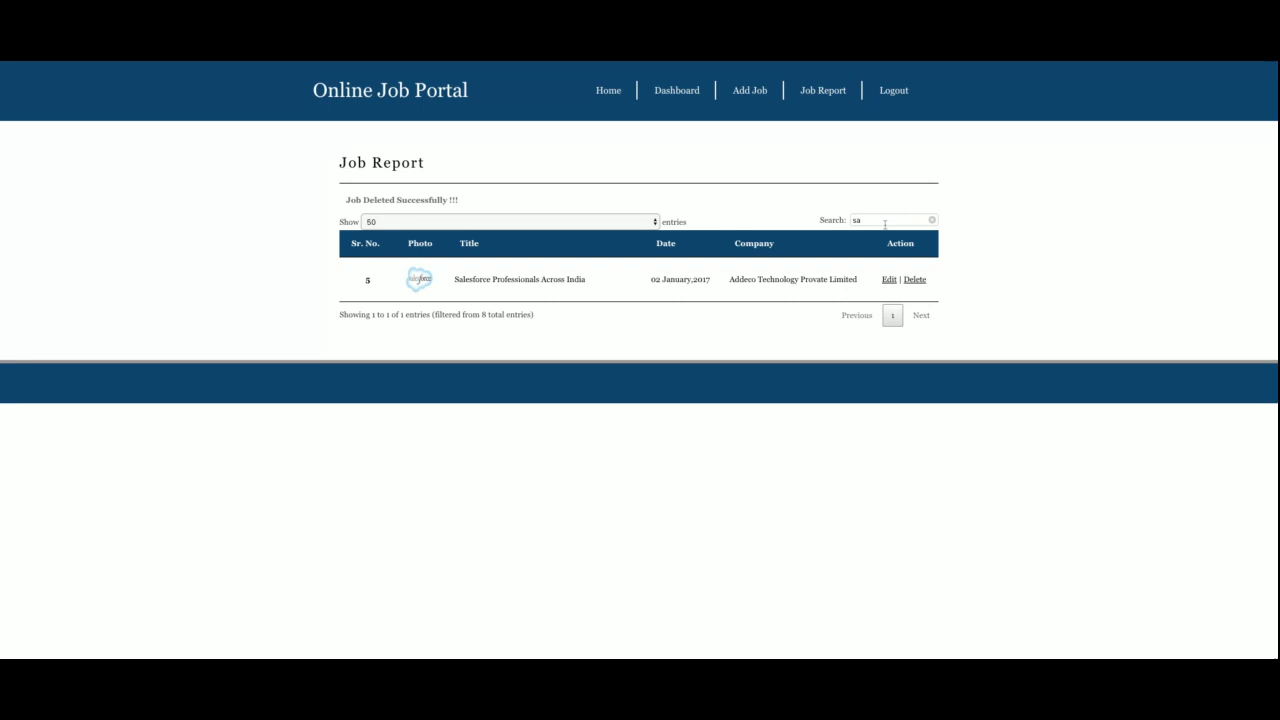 Online Job Portal
Home Dashboard Add Job Job Report Logout
Job Report
Job Deleted Successfully !!!
Show 50 entries Search: sa
Sr. No. Photo Title Date Company Action
5 salesforce Salesforce Professionals Across India 02 January,2017 Addeco Technology Provate Limited Edit | Delete
Showing 1 to 1 of 1 entries (filtered from 8 total entries) Previous 1 Next